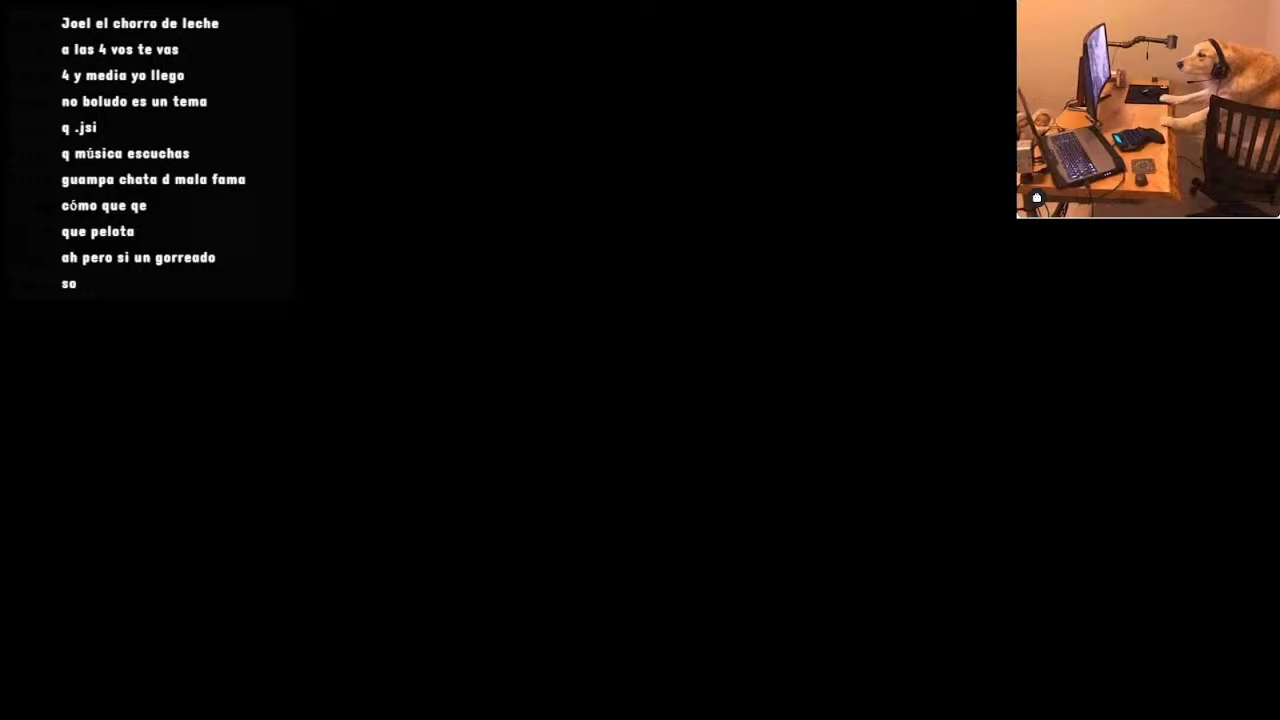 Joel el chorro de leche
a las 4 vos te vas
4 y media yo llego
no boludo es un tema
q .jsi
q música escuchas
guampa chata d mala fama
cómo que qe
que pelota
ah pero si un gorreado
so